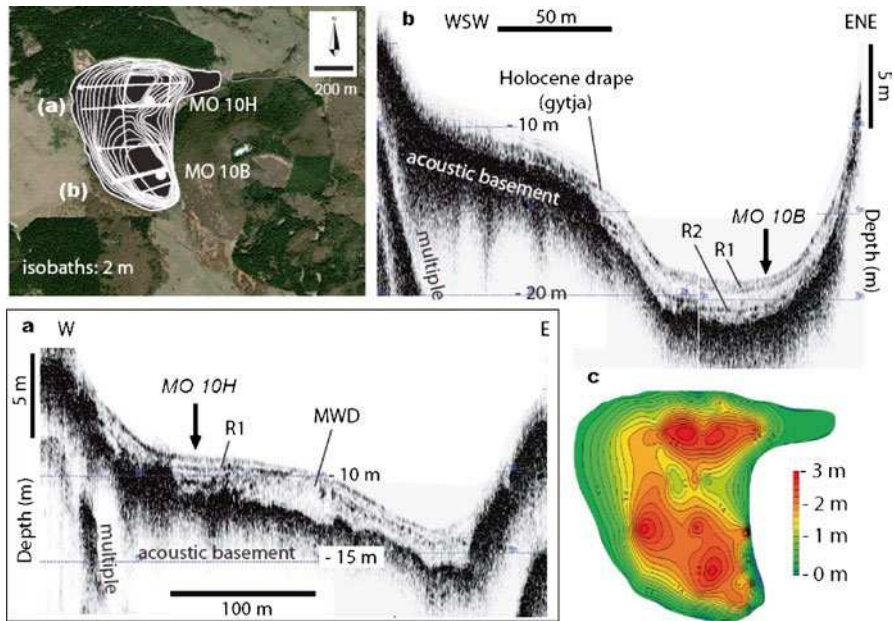 N
200 m
(a)
MO 10H
(b)
MO 10B
isobaths: 2 m
b
WSW
50 m
ENE
5 m
Holocene drape
(gytja)
- 10 m
acoustic basement
multiple
MO 10B
R2
R1
- 20 m
Depth (m)
a
W
E
5 m
MO 10H
R1
MWD
- 10 m
Depth (m)
multiple
acoustic basement
- 15 m
100 m
c
- 3 m
- 2 m
- 1 m
- 0 m